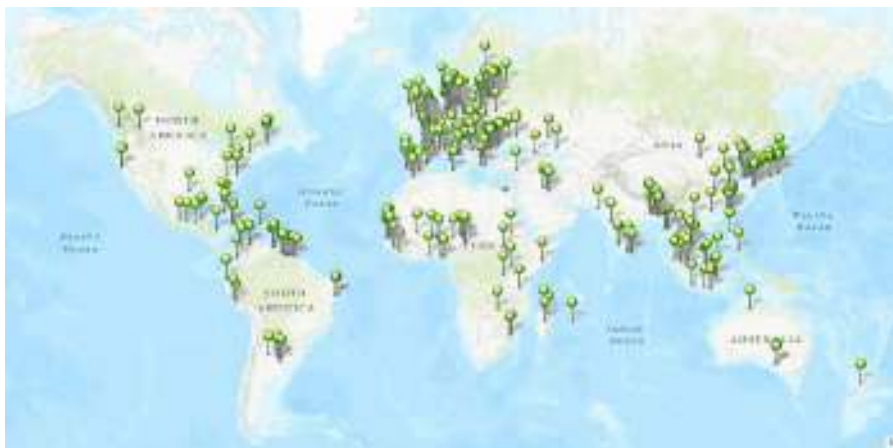 NORTH
AMERICA
Asia
Atlantic
Ocean
Pacific
Ocean
Pacific
Ocean
SOUTH
AMERICA
Indian
Ocean
AUSTRALIA